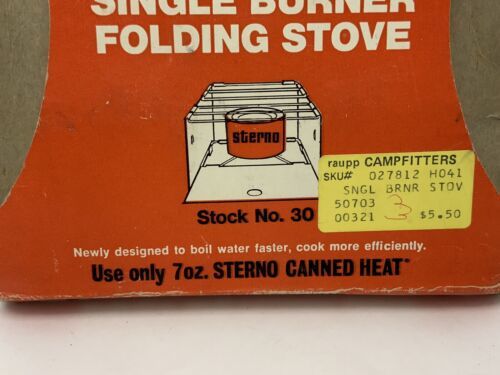 SINGLE BURNER
FOLDING STOVE
sterno
raupp CAMPFITTERS
SKU# 027812 H041
SNGL BRNR STOV
50703
00321 3 $5.50
Stock No. 30
Newly designed to boil water faster, cook more efficiently.
Use only 7oz. STERNO CANNED HEAT